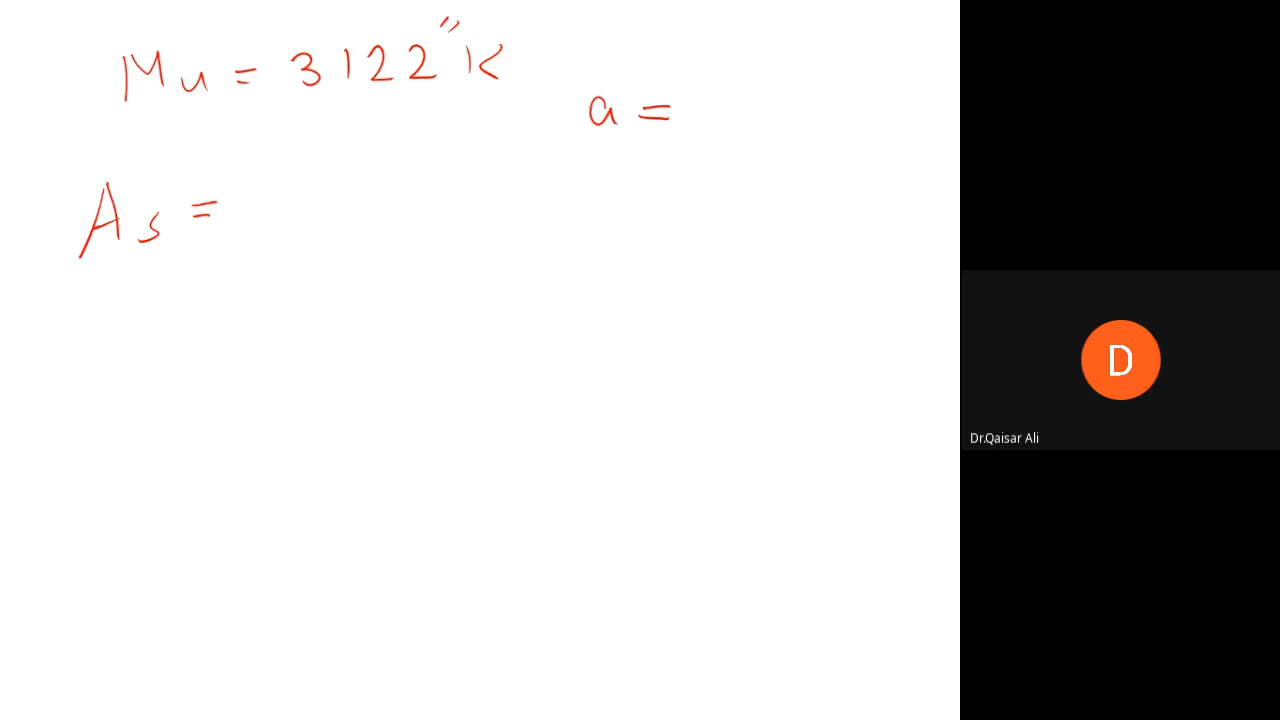 Mu = 3122"K
a =
As =
D
Dr.Qaisar Ali